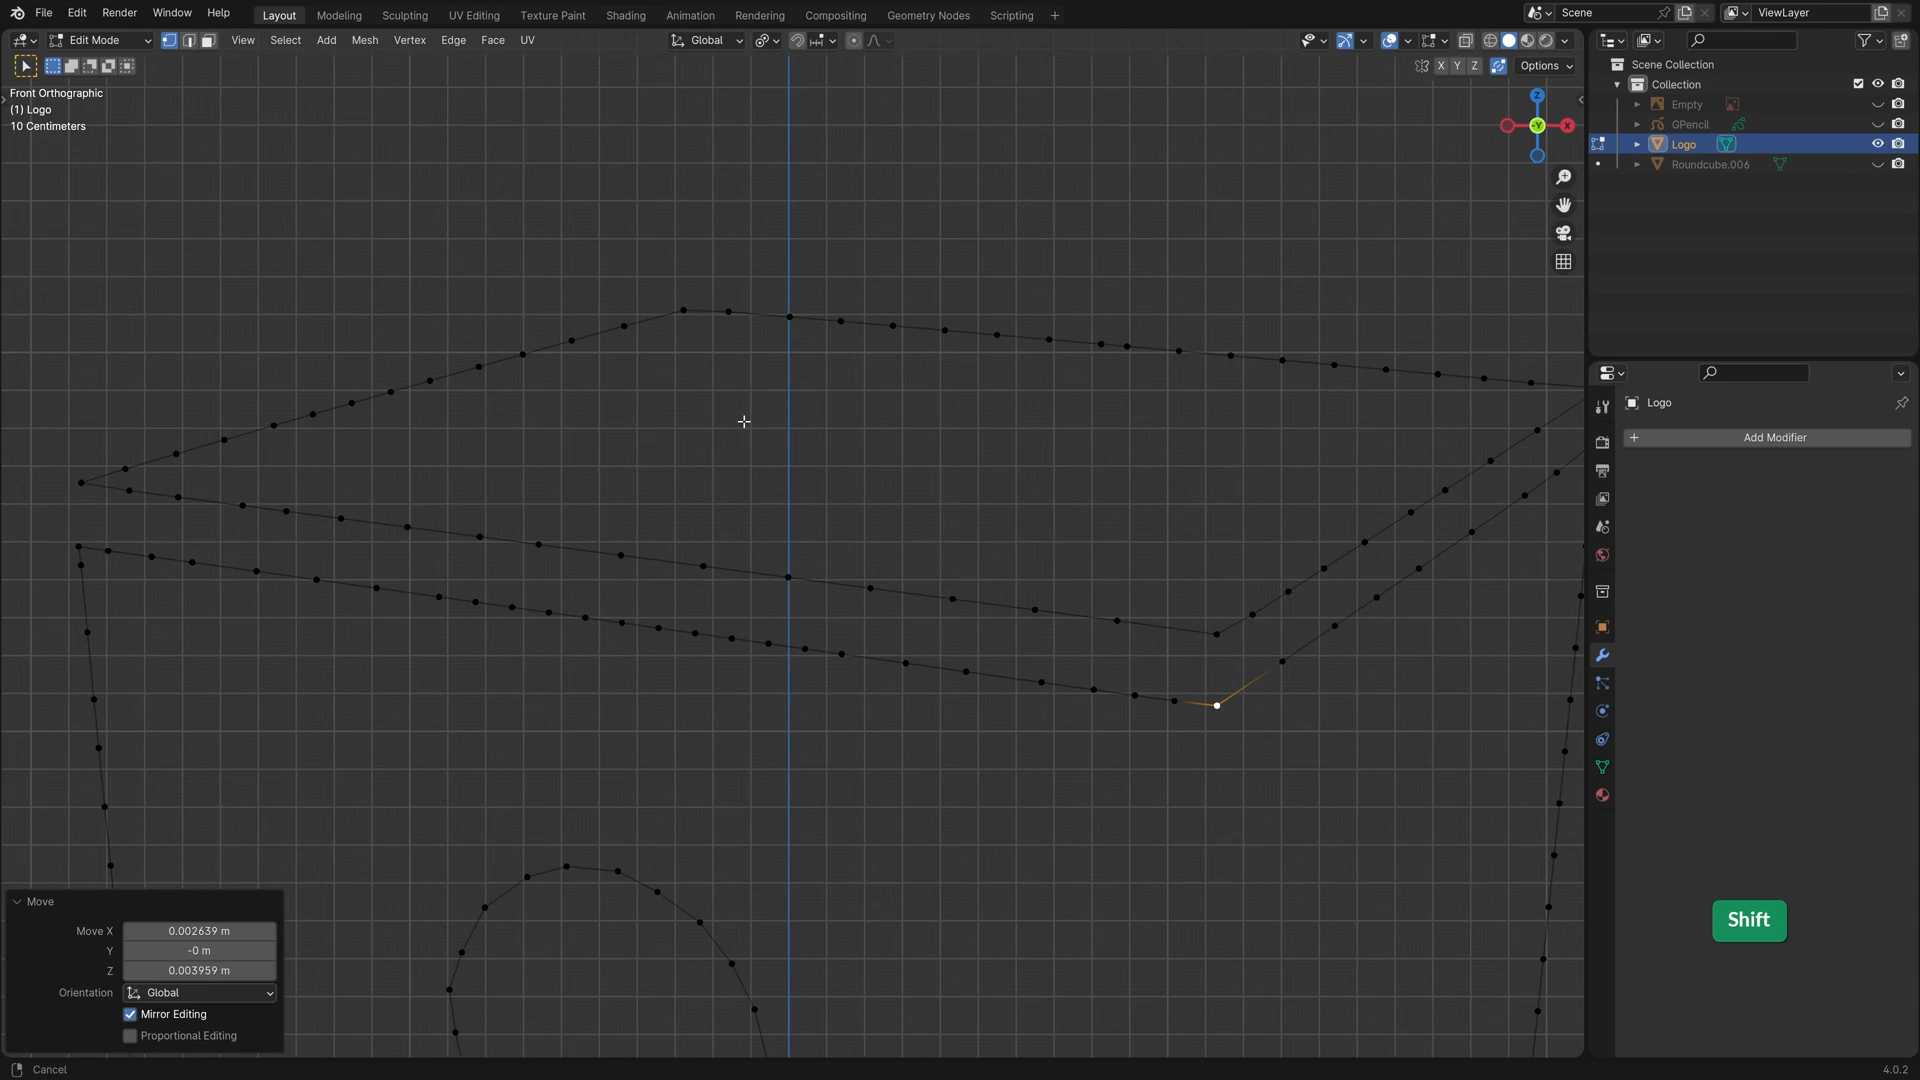 File Edit Render Window Help Layout Modeling Sculpting UV Editing Texture Paint Shading Animation Rendering Compositing Geometry Nodes Scripting + Scene ViewLayer
Edit Mode View Select Add Mesh Vertex Edge Face UV Global
X Y Z Options
Front Orthographic
(1) Logo
10 Centimeters
Z
Y
X
Scene Collection
Collection
Empty
GPencil
Logo
Roundcube.006
Logo
+ Add Modifier
Shift
Move
Move X 0.002639 m
Y -0 m
Z 0.003959 m
Orientation Global
Mirror Editing
Proportional Editing
Cancel 4.0.2